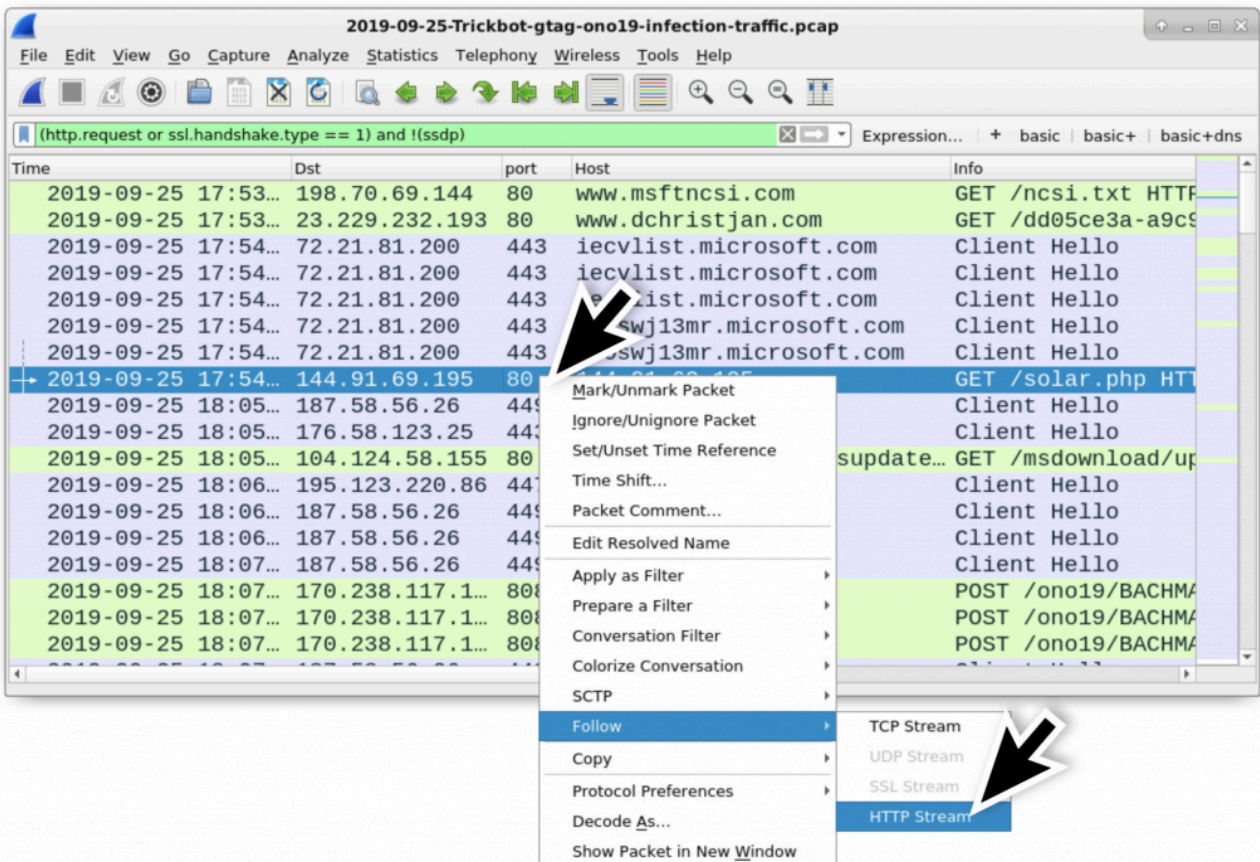 2019-09-25-Trickbot-gtag-ono19-infection-traffic.pcap
File Edit View Go Capture Analyze Statistics Telephony Wireless Tools Help
(http.request or ssl.handshake.type == 1) and !(ssdp) Expression... + basic basic+ basic+dns
Time Dst port Host Info
2019-09-25 17:53… 198.70.69.144 80 www.msftncsi.com GET /ncsi.txt HTTP
2019-09-25 17:53… 23.229.232.193 80 www.dchristjan.com GET /dd05ce3a-a9c9
2019-09-25 17:54… 72.21.81.200 443 iecvlist.microsoft.com Client Hello
2019-09-25 17:54… 72.21.81.200 443 iecvlist.microsoft.com Client Hello
2019-09-25 17:54… 72.21.81.200 443 list.microsoft.com Client Hello
2019-09-25 17:54… 72.21.81.200 443 swj13mr.microsoft.com Client Hello
2019-09-25 17:54… 72.21.81.200 443 swj13mr.microsoft.com Client Hello
2019-09-25 17:54… 144.91.69.195 80 GET /solar.php HTT
2019-09-25 18:05… 187.58.56.26 449 Client Hello
2019-09-25 18:05… 176.58.123.25 443 Client Hello
2019-09-25 18:05… 104.124.58.155 80 supdate… GET /msdownload/up
2019-09-25 18:06… 195.123.220.86 447 Client Hello
2019-09-25 18:06… 187.58.56.26 449 Client Hello
2019-09-25 18:06… 187.58.56.26 449 Client Hello
2019-09-25 18:07… 187.58.56.26 449 Client Hello
2019-09-25 18:07… 170.238.117.1… 808 POST /ono19/BACHMA
2019-09-25 18:07… 170.238.117.1… 808 POST /ono19/BACHMA
2019-09-25 18:07… 170.238.117.1… 808 POST /ono19/BACHMA
Mark/Unmark Packet
Ignore/Unignore Packet
Set/Unset Time Reference
Time Shift...
Packet Comment...
Edit Resolved Name
Apply as Filter
Prepare a Filter
Conversation Filter
Colorize Conversation
SCTP
Follow
Copy
Protocol Preferences
Decode As...
Show Packet in New Window
TCP Stream
UDP Stream
SSL Stream
HTTP Stream